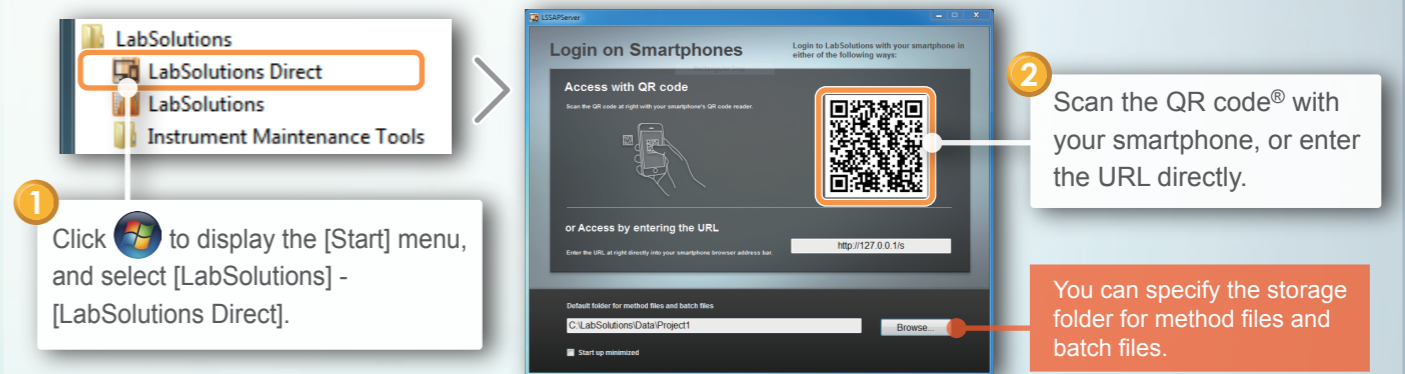 LabSolutions
LabSolutions Direct
LabSolutions
Instrument Maintenance Tools
1
Click to display the [Start] menu,
and select [LabSolutions] -
[LabSolutions Direct].
LSSAPServer
Login on Smartphones
Login to LabSolutions with your smartphone in
either of the following ways:
Access with QR code
Scan the QR code at right with your smartphone's QR code reader.
or Access by entering the URL
Enter the URL at right directly into your smartphone browser address bar.
http://127.0.0.1/s
Default folder for method files and batch files
C:\LabSolutions\Data\Project1
Browse...
Start up minimized
2
Scan the QR code® with
your smartphone, or enter
the URL directly.
You can specify the storage
folder for method files and
batch files.